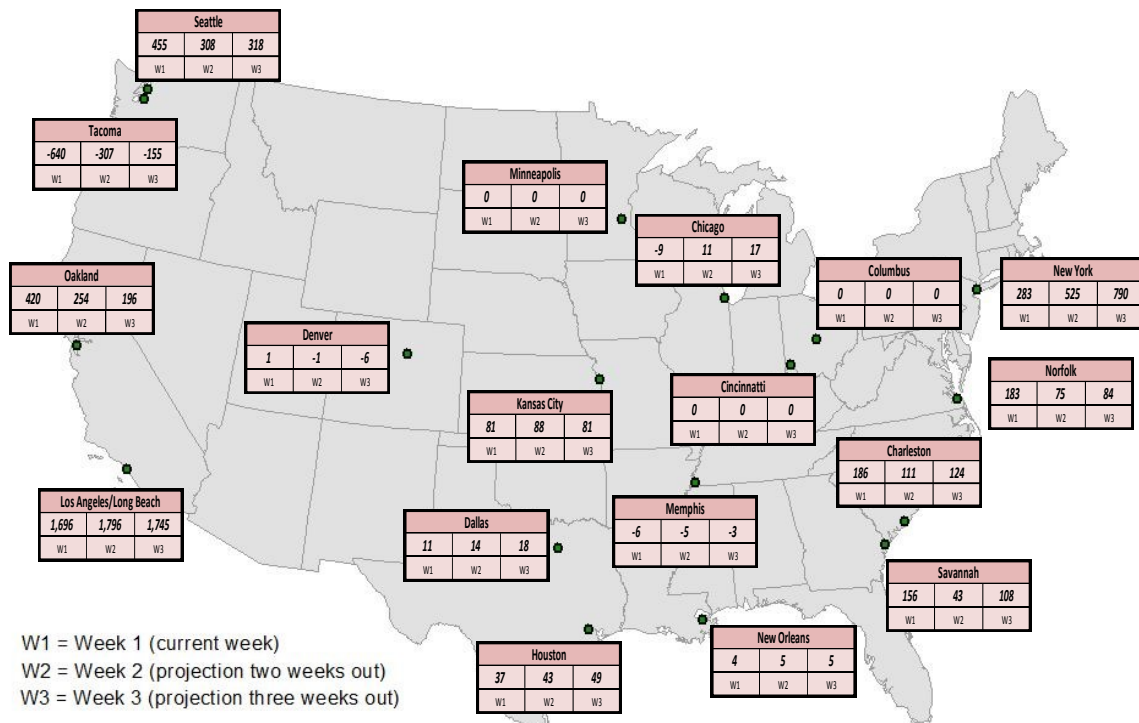 Seattle
455 308 318
W1 W2 W3
Tacoma
-640 -307 -155
W1 W2 W3
Minneapolis
0 0 0
W1 W2 W3
Chicago
-9 11 17
W1 W2 W3
Oakland
420 254 196
W1 W2 W3
Columbus
0 0 0
W1 W2 W3
New York
283 525 790
W1 W2 W3
Denver
1 -1 -6
W1 W2 W3
Cincinnatti
0 0 0
W1 W2 W3
Norfolk
183 75 84
W1 W2 W3
Kansas City
81 88 81
W1 W2 W3
Charleston
186 111 124
W1 W2 W3
Los Angeles/Long Beach
1,696 1,796 1,745
W1 W2 W3
Memphis
-6 -5 -3
W1 W2 W3
Dallas
11 14 18
W1 W2 W3
Savannah
156 43 108
W1 W2 W3
New Orleans
4 5 5
W1 W2 W3
Houston
37 43 49
W1 W2 W3
W1 = Week 1 (current week)
W2 = Week 2 (projection two weeks out)
W3 = Week 3 (projection three weeks out)